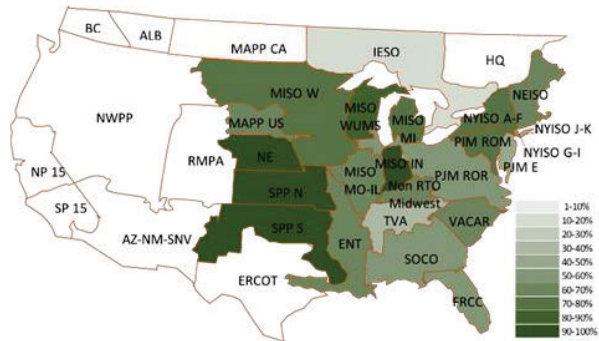 BC
ALB
MAPP CA
IESO
HQ
NWPP
MISO W
MAPP US
MISO
WUMS
MISO
MI
NEISO
NYISO A-F
NYISO J-K
NYISO G-I
PJM ROM
PJM E
RMPA
NE
MISO
MO-IL
MISO IN
PJM ROR
Non RTO
Midwest
NP 15
SP 15
SPP N
TVA
VACAR
AZ-NM-SNV
SPP S
ENT
SOCO
ERCOT
FRCC
1-10%
10-20%
20-30%
30-40%
40-50%
50-60%
60-70%
70-80%
80-90%
90-100%